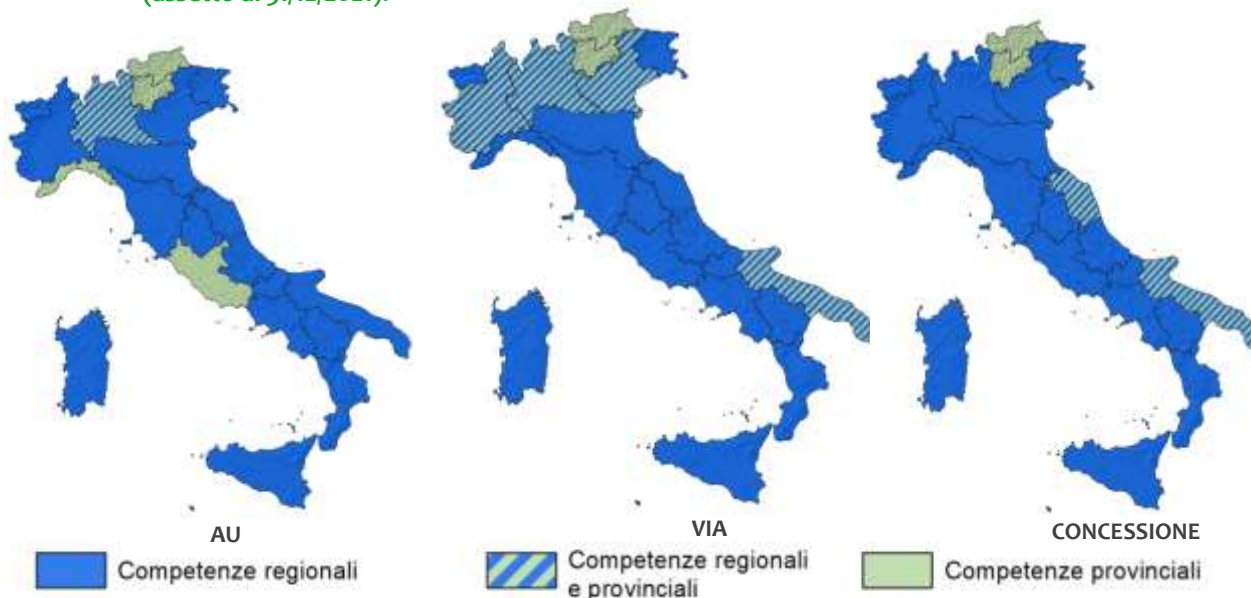 AU
VIA
CONCESSIONE
Competenze regionali
Competenze regionali
e provinciali
Competenze provinciali